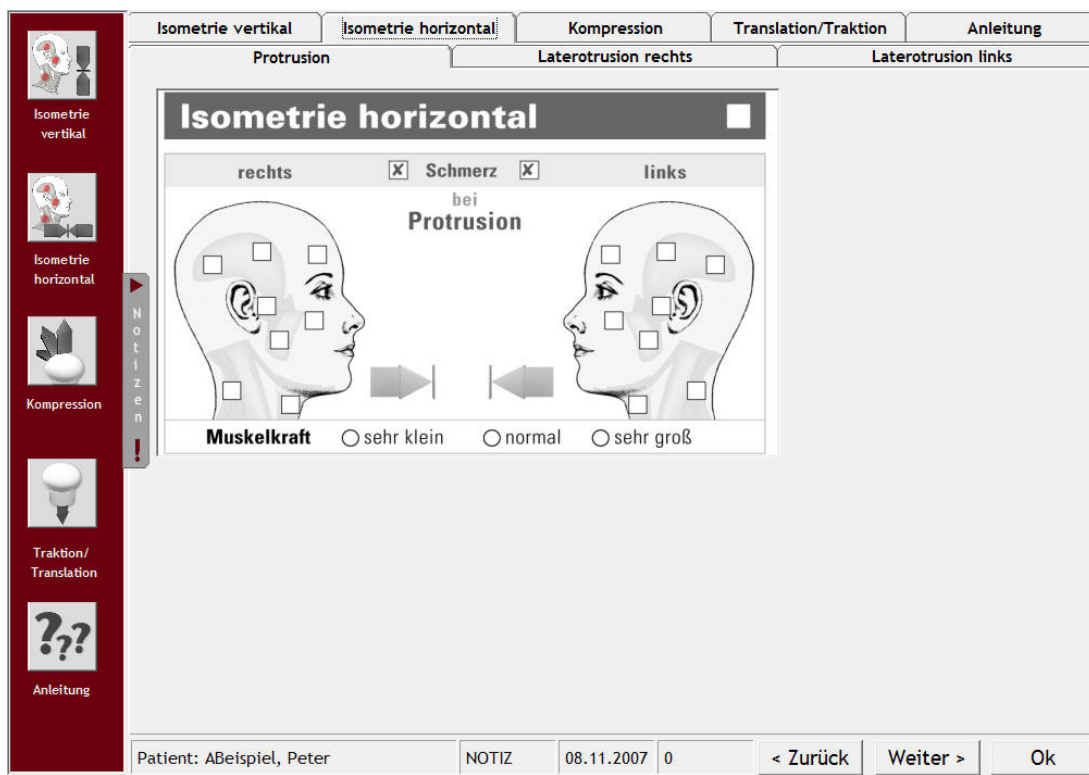 Isometrie vertikal
Isometrie horizontal
Kompression
Translation/Traktion
Anleitung
Protrusion
Laterotrusion rechts
Laterotrusion links
Isometrie
vertikal
Isometrie
horizontal
Kompression
Traktion/
Translation
???
Anleitung
Notizen
!
Isometrie horizontal
rechts
Schmerz
links
bei
Protrusion
Muskelkraft sehr klein normal sehr groß
Patient: ABeispiel, Peter NOTIZ 08.11.2007 0 < Zurück Weiter > Ok